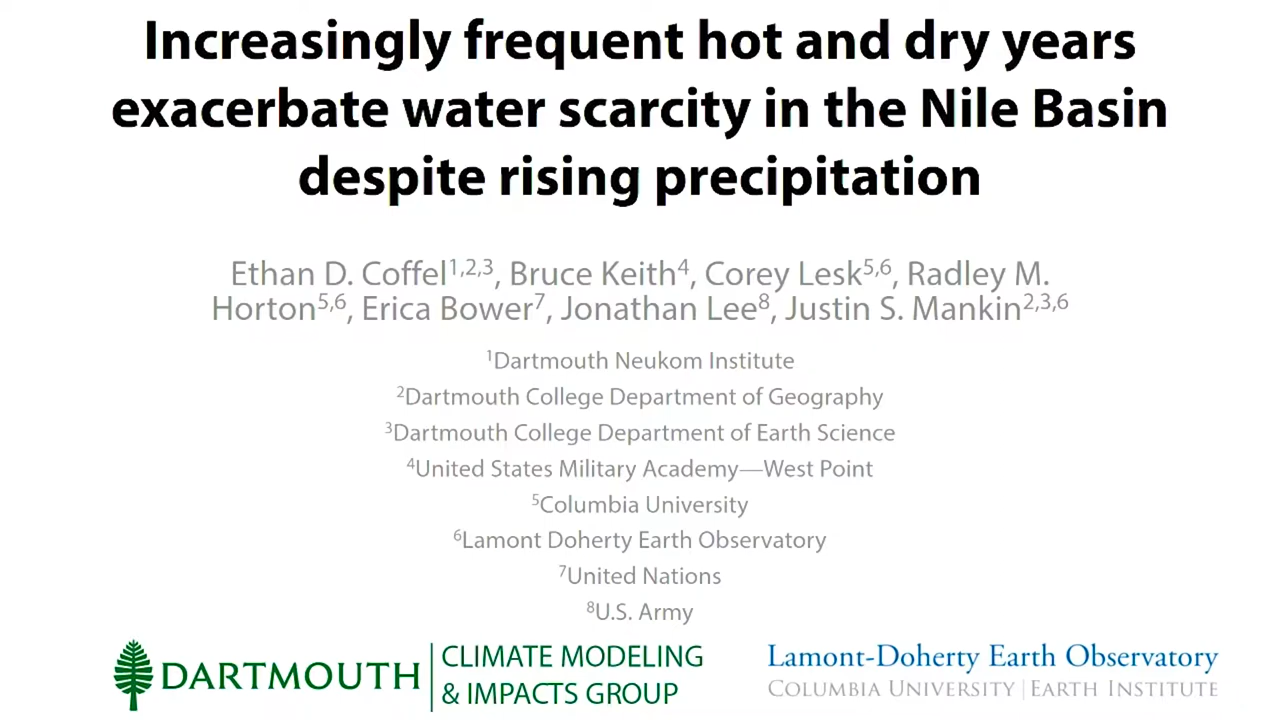 Increasingly frequent hot and dry years
exacerbate water scarcity in the Nile Basin
despite rising precipitation
Ethan D. Coffel1,2,3, Bruce Keith4, Corey Lesk5,6, Radley M.
Horton5,6, Erica Bower7, Jonathan Lee8, Justin S. Mankin2,3,6
1Dartmouth Neukom Institute
2Dartmouth College Department of Geography
3Dartmouth College Department of Earth Science
4United States Military Academy—West Point
5Columbia University
6Lamont Doherty Earth Observatory
7United Nations
8U.S. Army
DARTMOUTH
CLIMATE MODELING
& IMPACTS GROUP
Lamont-Doherty Earth Observatory
COLUMBIA UNIVERSITY | EARTH INSTITUTE